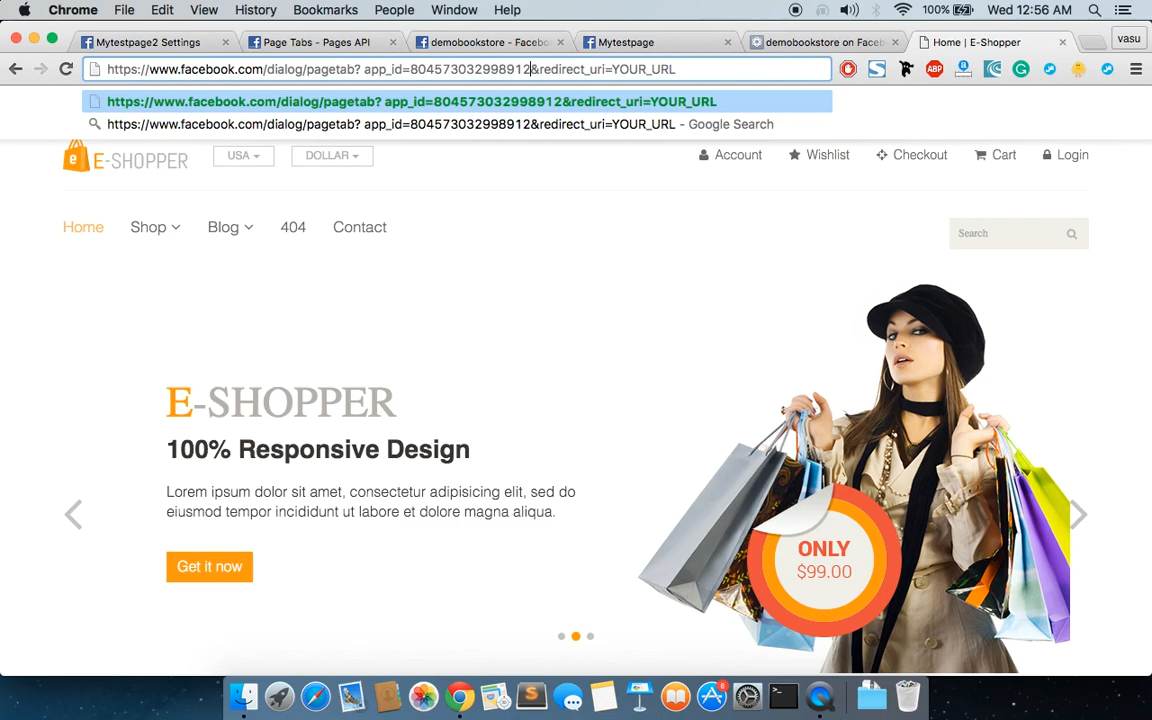 Chrome File Edit View History Bookmarks People Window Help 100% Wed 12:56 AM
Mytestpage2 Settings Page Tabs - Pages API demobookstore - Facebo Mytestpage demobookstore on Faceb Home | E-Shopper vasu
https://www.facebook.com/dialog/pagetab? app_id=804573032998912&redirect_uri=YOUR_URL ABP
https://www.facebook.com/dialog/pagetab? app_id=804573032998912&redirect_uri=YOUR_URL
https://www.facebook.com/dialog/pagetab? app_id=804573032998912&redirect_uri=YOUR_URL - Google Search
E-SHOPPER USA DOLLAR Account Wishlist Checkout Cart Login
Home Shop Blog 404 Contact Search
E-SHOPPER
100% Responsive Design
Lorem ipsum dolor sit amet, consectetur adipisicing elit, sed do
eiusmod tempor incididunt ut labore et dolore magna aliqua.
Get it now
ONLY
$99.00